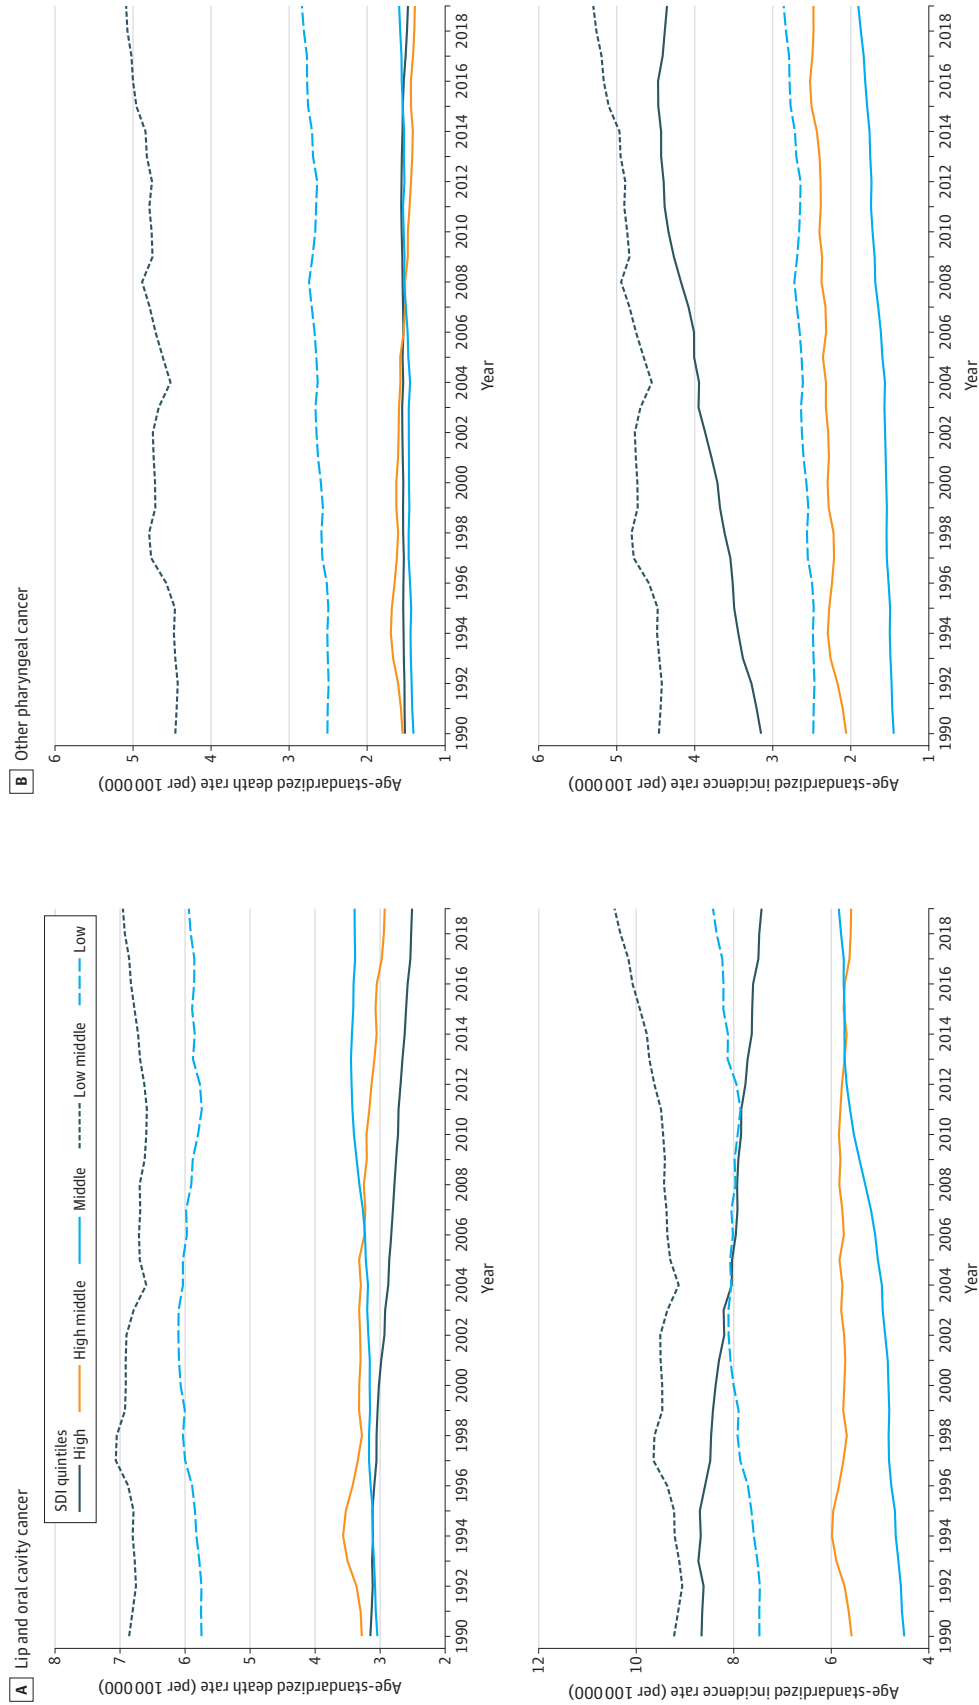 A Lip and oral cavity cancer
SDI quintiles
High High middle Middle Low middle Low
Age-standardized death rate (per 100 000)
8
7
6
5
4
3
2
1990 1992 1994 1996 1998 2000 2002 2004 2006 2008 2010 2012 2014 2016 2018
Year
Age-standardized incidence rate (per 100 000)
12
10
8
6
4
1990 1992 1994 1996 1998 2000 2002 2004 2006 2008 2010 2012 2014 2016 2018
Year
B Other pharyngeal cancer
Age-standardized death rate (per 100 000)
6
5
4
3
2
1
1990 1992 1994 1996 1998 2000 2002 2004 2006 2008 2010 2012 2014 2016 2018
Year
Age-standardized incidence rate (per 100 000)
6
5
4
3
2
1
1990 1992 1994 1996 1998 2000 2002 2004 2006 2008 2010 2012 2014 2016 2018
Year